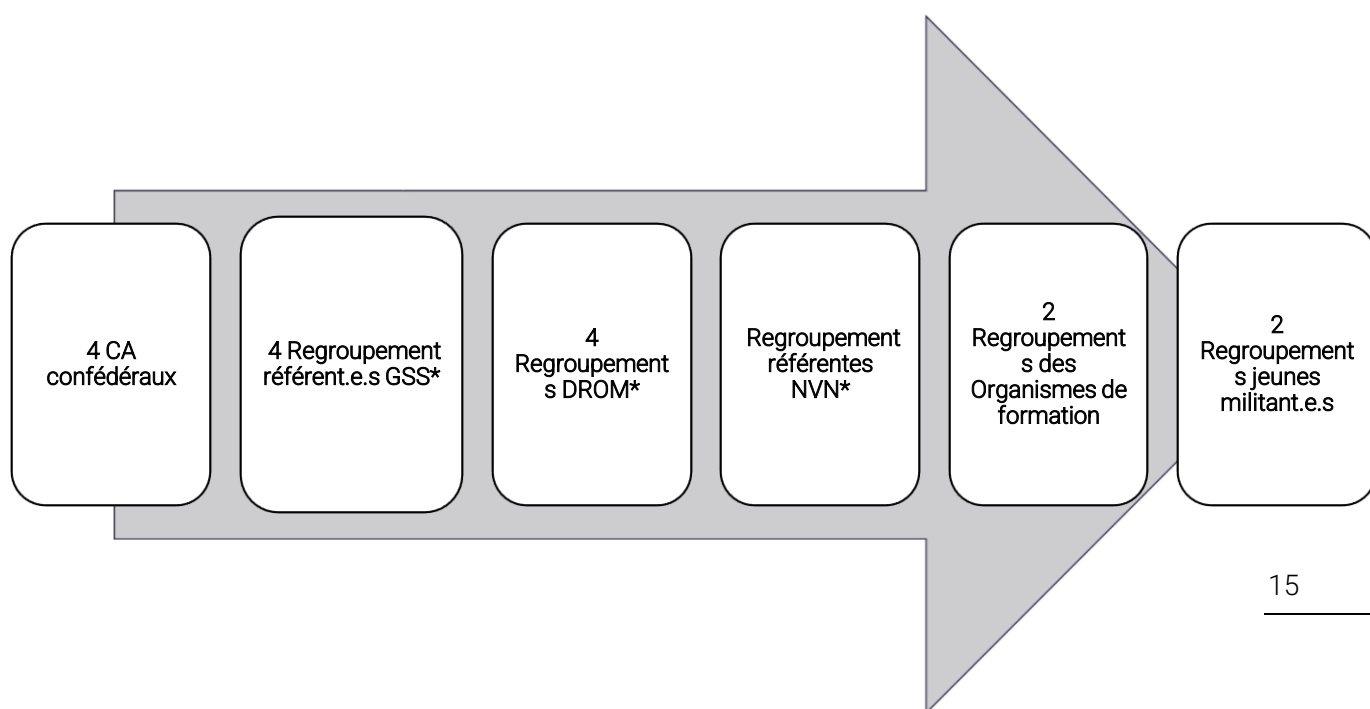 4 CA
confédéraux
4 Regroupement
référent.e.s GSS*
4
Regroupement
s DROM*
Regroupement
référentes
NVN*
2
Regroupement
s des
Organismes de
formation
2
Regroupement
s jeunes
militant.e.s
15